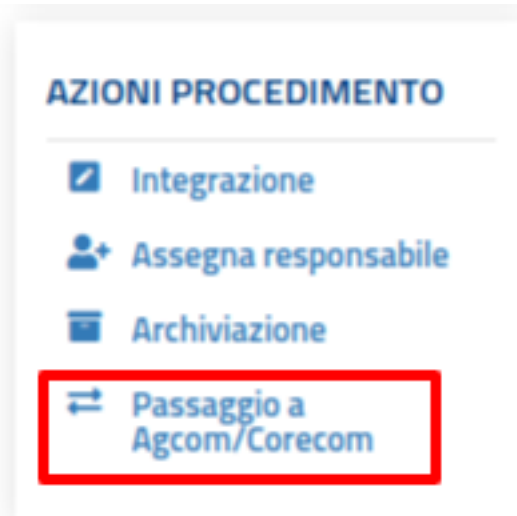 AZIONI PROCEDIMENTO
Integrazione
Assegna responsabile
Archiviazione
Passaggio a
Agcom/Corecom